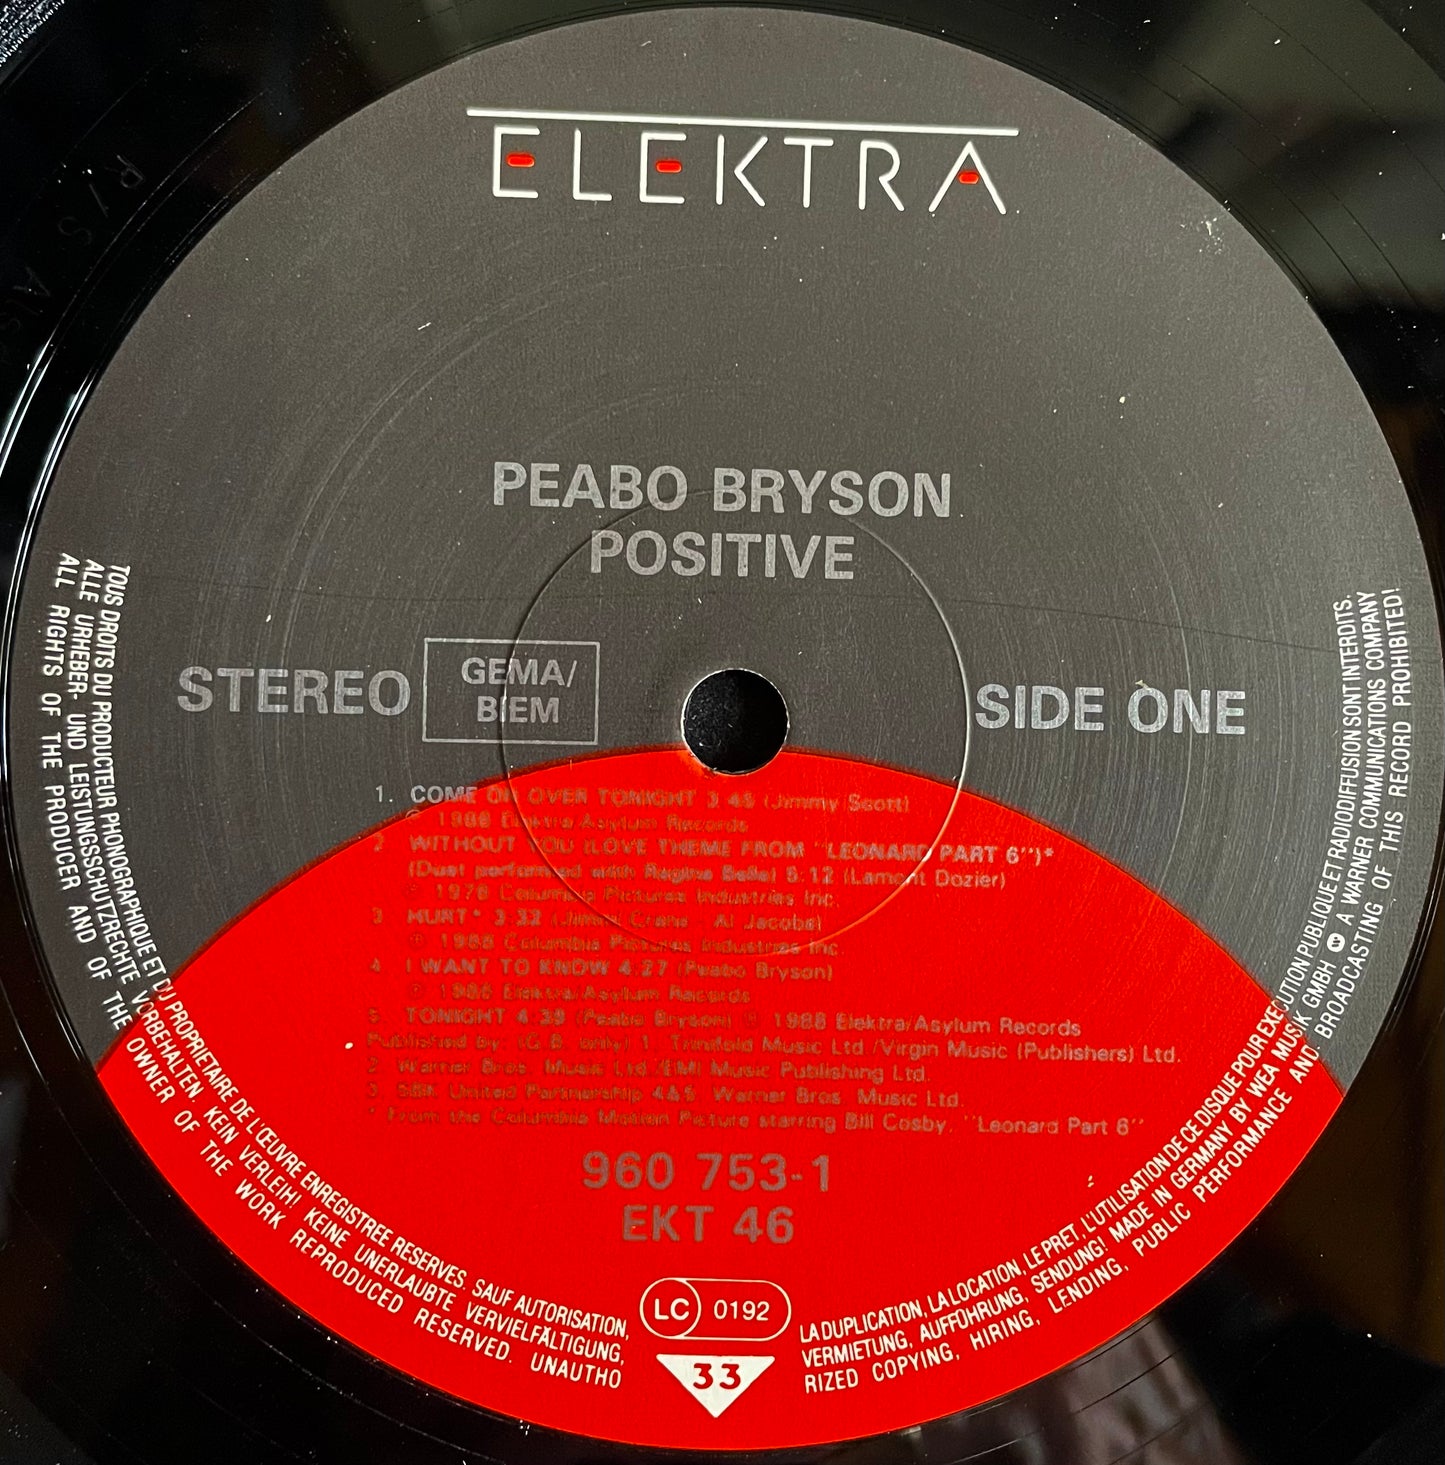 ELEKTRA
PEABO BRYSON
POSITIVE
STEREO
GEMA/
BIEM
SIDE ONE
1. COME ON OVER TONIGHT 3:45 (Jimmy Scott)
℗ 1988 Elektra/Asylum Records
2. WITHOUT YOU (LOVE THEME FROM "LEONARD PART 6")*
(Duet performed with Regina Belle) 5:12 (Lamont Dozier)
Columbia Pictures Industries Inc.
3. HURT* 3:33 (Jimmy Crane - Al Jacobs)
℗ 1988 Columbia Pictures Industries Inc.
4. I WANT TO KNOW 4:27 (Peabo Bryson)
℗ 1988 Elektra/Asylum Records
5. TONIGHT 4:39 (Peabo Bryson) ℗ 1988 Elektra/Asylum Records
Published by: (G.B. only) 1. Trinifold Music Ltd./Virgin Music (Publishers) Ltd.
2. Warner Bros. Music Ltd./EMI Music Publishing Ltd.
3. SBK United Partnership 4&5. Warner Bros. Music Ltd.
* From the Columbia Motion Picture starring Bill Cosby, "Leonard Part 6"
960 753-1
EKT 46
LC 0192
33
TOUS DROITS DU PRODUCTEUR PHONOGRAPHIQUE ET DU PROPRIETAIRE DE L'ŒUVRE ENREGISTREE RESERVES. SAUF AUTORISATION, LA DUPLICATION, LA LOCATION, LE PRET, L'UTILISATION DE CE DISQUE POUR EXECUTION PUBLIQUE ET RADIODIFFUSION SONT INTERDITS.
ALLE URHEBER- UND LEISTUNGSSCHUTZRECHTE VORBEHALTEN KEIN VERLEIH! KEINE UNERLAUBTE VERVIELFÄLTIGUNG, VERMIETUNG, AUFFÜHRUNG, SENDUNG! MADE IN GERMANY BY WEA MUSIK GMBH A WARNER COMMUNICATIONS COMPANY
ALL RIGHTS OF THE PRODUCER AND OF THE OWNER OF THE WORK REPRODUCED RESERVED. UNAUTHORIZED COPYING, HIRING, LENDING, PUBLIC PERFORMANCE AND BROADCASTING OF THIS RECORD PROHIBITED!